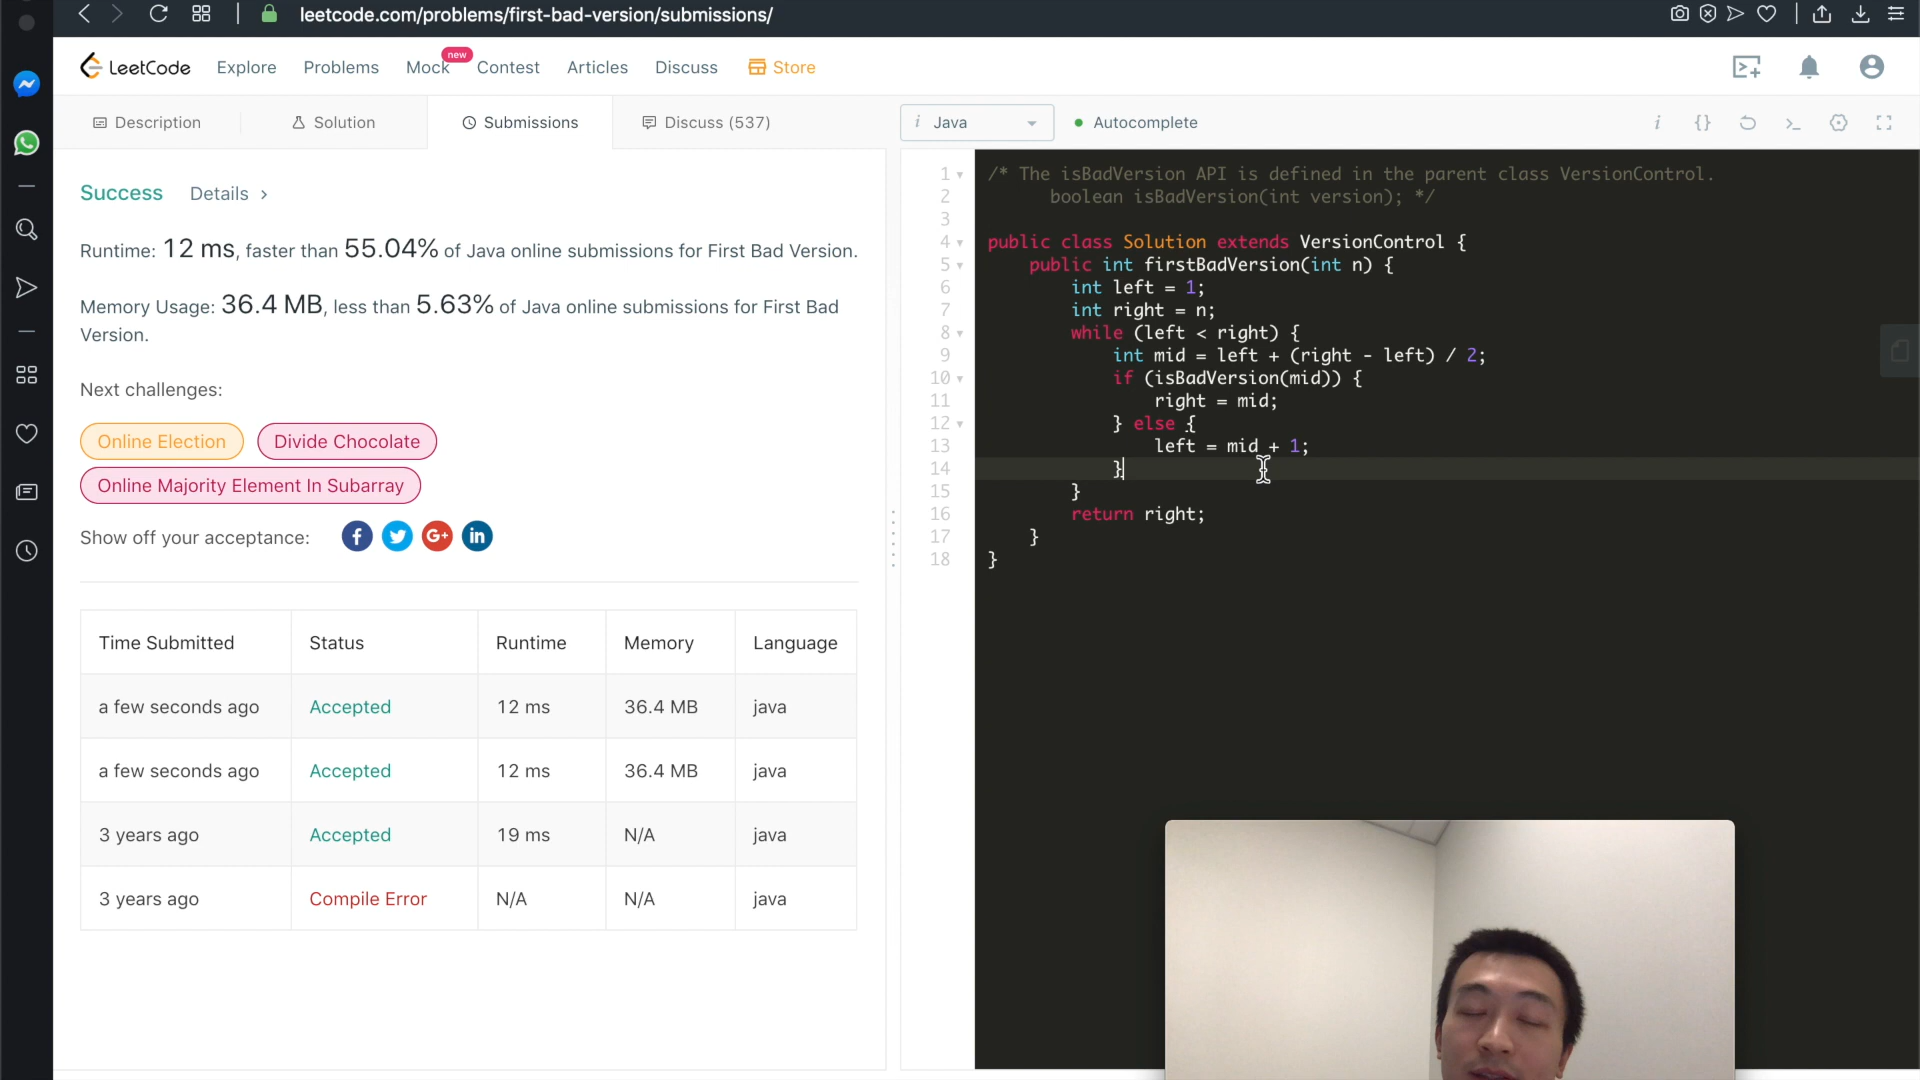 leetcode.com/problems/first-bad-version/submissions/
LeetCode Explore Problems Mock new Contest Articles Discuss Store
Description Solution Submissions Discuss (537)
i Java Autocomplete i {} >_
Success Details >
Runtime: 12 ms, faster than 55.04% of Java online submissions for First Bad Version.
Memory Usage: 36.4 MB, less than 5.63% of Java online submissions for First Bad
Version.
Next challenges:
Online Election Divide Chocolate
Online Majority Element In Subarray
Show off your acceptance: f G+ in
Time Submitted Status Runtime Memory Language
a few seconds ago Accepted 12 ms 36.4 MB java
a few seconds ago Accepted 12 ms 36.4 MB java
3 years ago Accepted 19 ms N/A java
3 years ago Compile Error N/A N/A java
1 /* The isBadVersion API is defined in the parent class VersionControl.
2 boolean isBadVersion(int version); */
3
4 public class Solution extends VersionControl {
5 public int firstBadVersion(int n) {
6 int left = 1;
7 int right = n;
8 while (left < right) {
9 int mid = left + (right - left) / 2;
10 if (isBadVersion(mid)) {
11 right = mid;
12 } else {
13 left = mid + 1;
14 }
15 }
16 return right;
17 }
18 }